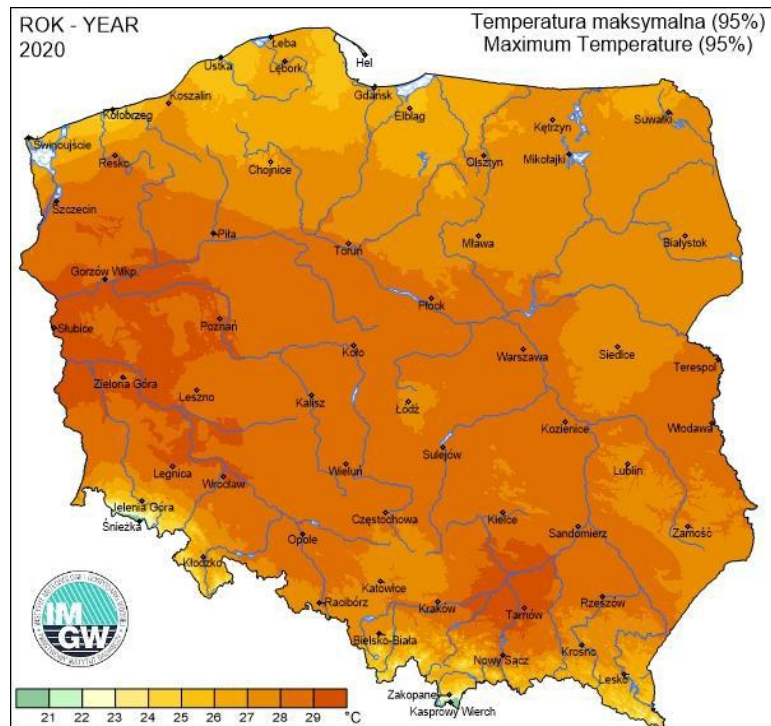 ROK - YEAR
2020
Temperatura maksymalna (95%)
Maximum Temperature (95%)
Łeba
Hel
Ustka
Lębork
Gdańsk
Koszalin
Kołobrzeg
Elbląg
Kętrzyn
Suwałki
Świnoujście
Resko
Chojnice
Olsztyn
Mikołajki
Szczecin
Piła
Toruń
Mława
Białystok
Gorzów Wlkp.
Płock
Słubice
Poznań
Koło
Warszawa
Siedlce
Terespol
Zielona Góra
Leszno
Kalisz
Łódź
Kozienice
Włodawa
Sulejów
Legnica
Wrocław
Wieluń
Lublin
Jelenia Góra
Śnieżka
Częstochowa
Kielce
Sandomierz
Zamość
Opole
Kłodzko
Katowice
Racibórz
Kraków
Tarnów
Rzeszów
Bielsko-Biała
Nowy Sącz
Krosno
Lesko
Zakopane
Kasprowy Wierch
IM
GW
21 22 23 24 25 26 27 28 29 °C